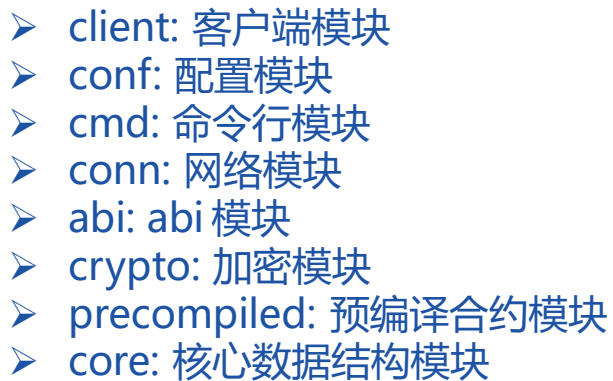 ➢ client: 客户端模块
➢ conf: 配置模块
➢ cmd: 命令行模块
➢ conn: 网络模块
➢ abi: abi 模块
➢ crypto: 加密模块
➢ precompiled: 预编译合约模块
➢ core: 核心数据结构模块